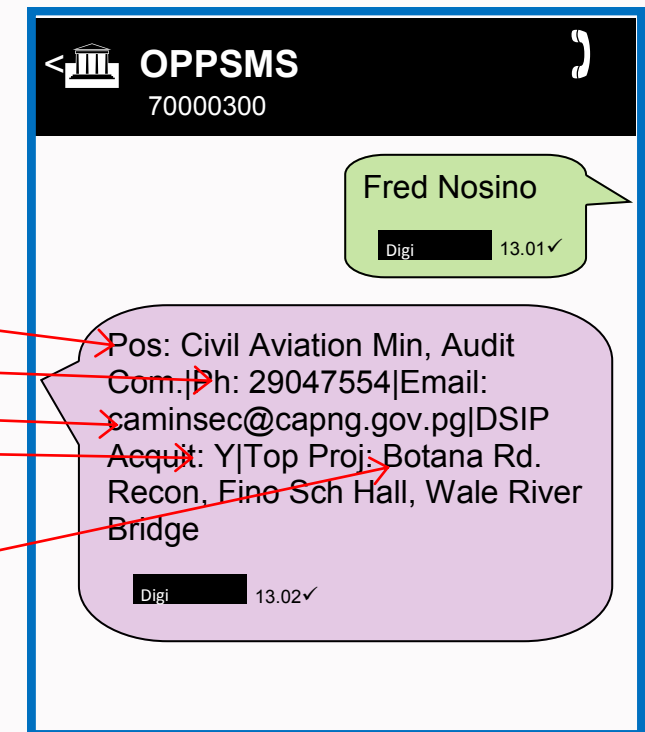 < OPPSMS
70000300
Fred Nosino
Digi 13.01✓
Pos: Civil Aviation Min, Audit
Com.|Ph: 29047554|Email:
caminsec@capng.gov.pg|DSIP
Acquit: Y|Top Proj: Botana Rd.
Recon, Fino Sch Hall, Wale River
Bridge
Digi 13.02✓